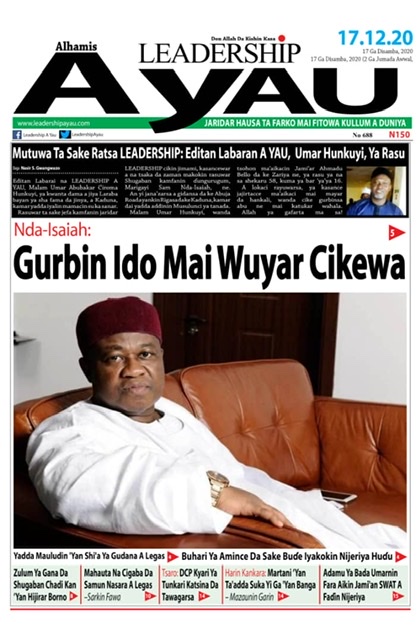 Don Allah Da Kishin Kasa
Alhamis
LEADERSHIP
17.12.20
17 Ga Disamba, 2020
17 Ga Disamba, 2020 (2 Ga Jumada Awwal,
A YAU
www.leadershipayau.com
JARIDAR HAUSA TA FARKO MAI FITOWA KULLUM A DUNIYA
Leadership A Yau
LeadershipAyau
No 688
N150
Mutuwa Ta Sake Ratsa LEADERSHIP: Editan Labaran A YAU, Umar Hunkuyi, Ya Rasu
Editan Labarai na LEADERSHIP A
YAU, Malam Umar Abubakar Cinoma
Hunkuyi, ya kwanta dama a jiya Laraba
bayan ya sha fama da jinya, a Kaduna,
kamar yadda iyalin mamacin suka sanar.
Rasuwar ta sake jefa kamfanin jaridar
LEADERSHIP cikin jimami, kasancewar
a na tsaka da zaman makokin rasuwar
Shugaban kamfanin dungurugum,
Marigayi Sam Nda-Isaiah, ne.
An yi jana'azarsa a gidansa da ke
kamar yadda addinin Musulunci ya tanada.
Malam Umar Hunkuyi, wanda
tsohon ma'aikacin Jami'ar Ahmadu
Bello da ke Zariya ne, ya rasu ya na
da shekaru 58, kuma ya bar 'ya'ya 16.
A lokaci rayuwarsa, ya kasance
jajirtacce ma'aikaci mai mayar
da hankali, wanda cike gurbinsa
abu ne mai matukar wahala.
Allah ya gafarta ma sa!
Nda-Isaiah:
5
Gurbin Ido Mai Wuyar Cikewa
Yadda Mauludin 'Yan Shi'a Ya Gudana A Legas
Buhari Ya Amince Da Sake Bude Iyakokin Nijeriya Hudu
Zulum Ya Gana Da
Shugaban Chadi Kan
'Yan Hijirar Borno
Mahauta Na Cigaba Da
Samun Nasara A Legas
–Sarkin Fawa
Tsaro: DCP Kyari Ya
Tunkari Katsina Da
Tawagarsa
Harin Kankara: Martani 'Yan
Ta'adda Suka Yi Ga 'Yan Banga
– Mazaunin Garin
Adamu Ya Bada Umarnin
Fara Aikin Jami'an SWAT A
Fadin Nijeriya